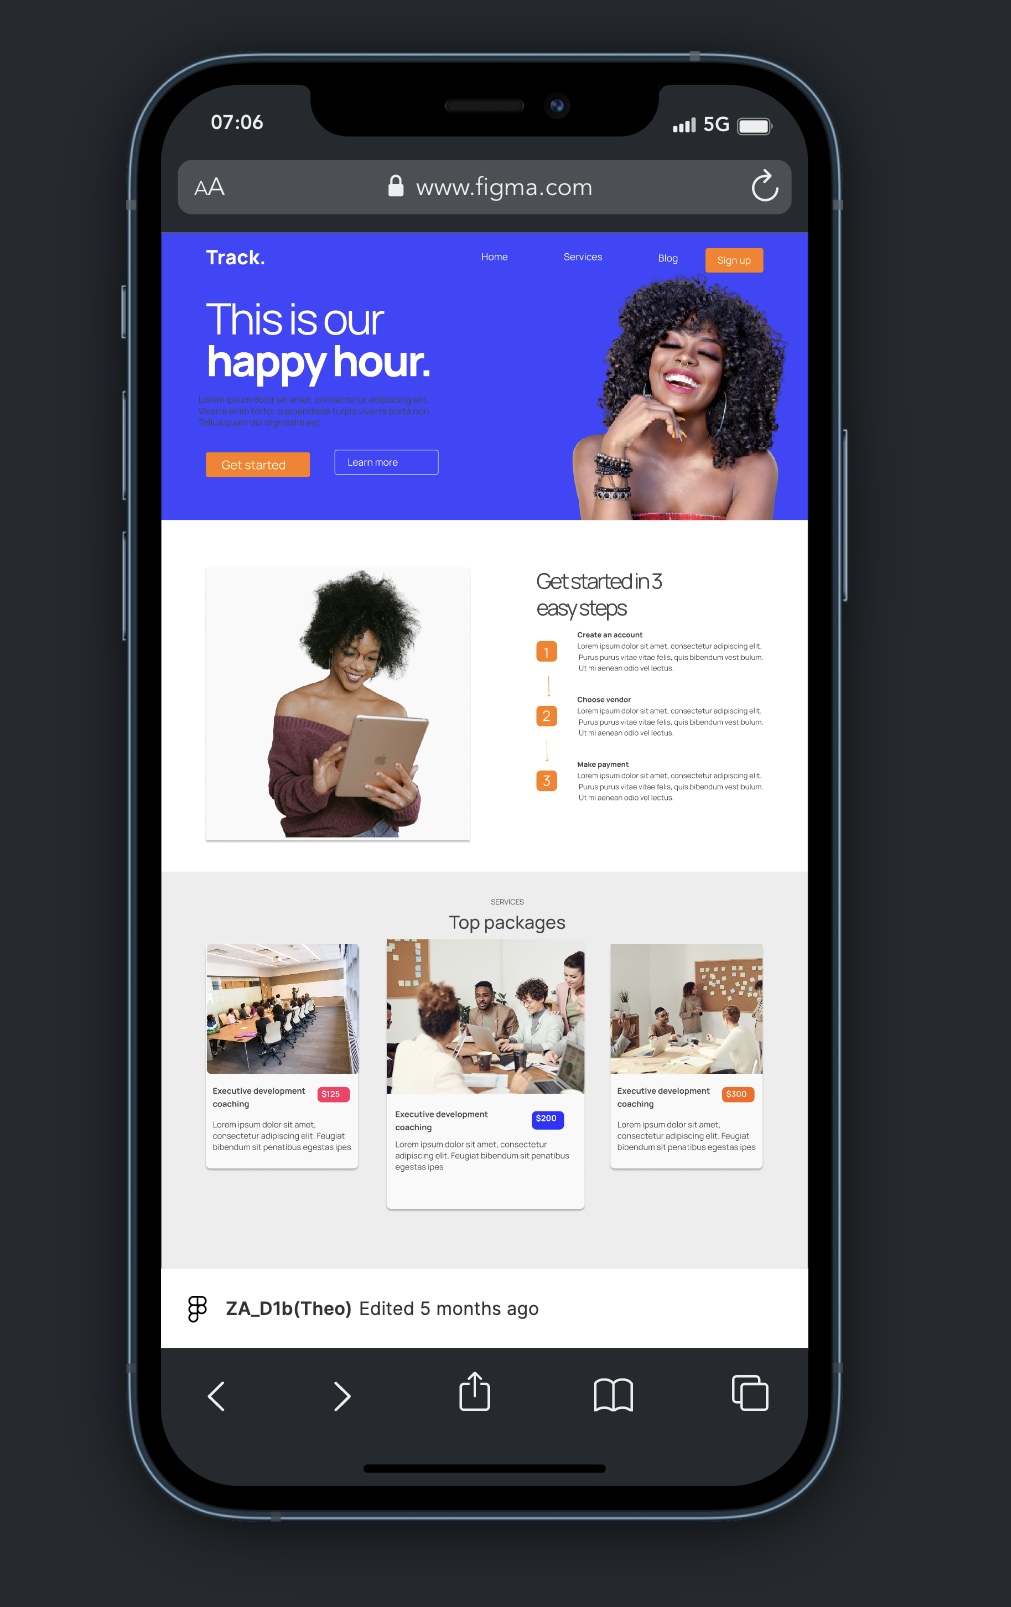 07:06
5G
AA
www.figma.com
Track.
Home
Services
Blog
Sign up
This is our
happy hour.
Lorem ipsum dolor sit amet, consectetur adipiscing elit.
Viverra enim tortor suspendisse turpis viverra porta non.
Tellus quam dui dignissim est.
Get started
Learn more
Get started in 3
easy steps
1
Create an account
Lorem ipsum dolor sit amet, consectetur adipiscing elit.
Purus purus vitae vitae felis, quis bibendum vest bulum.
Ut mi aenean odio vel lectus.
2
Choose vendor
Lorem ipsum dolor sit amet, consectetur adipiscing elit.
Purus purus vitae vitae felis, quis bibendum vest bulum.
Ut mi aenean odio vel lectus.
3
Make payment
Lorem ipsum dolor sit amet, consectetur adipiscing elit.
Purus purus vitae vitae felis, quis bibendum vest bulum.
Ut mi aenean odio vel lectus.
SERVICES
Top packages
Executive development
coaching
$125
Lorem ipsum dolor sit amet,
consectetur adipiscing elit. Feugiat
bibendum sit penatibus egestas ipes
Executive development
coaching
$200
Lorem ipsum dolor sit amet, consectetur
adipiscing elit. Feugiat bibendum sit penatibus
egestas ipes
Executive development
coaching
$300
Lorem ipsum dolor sit amet,
consectetur adipiscing elit. Feugiat
bibendum sit penatibus egestas ipes
ZA_D1b(Theo) Edited 5 months ago